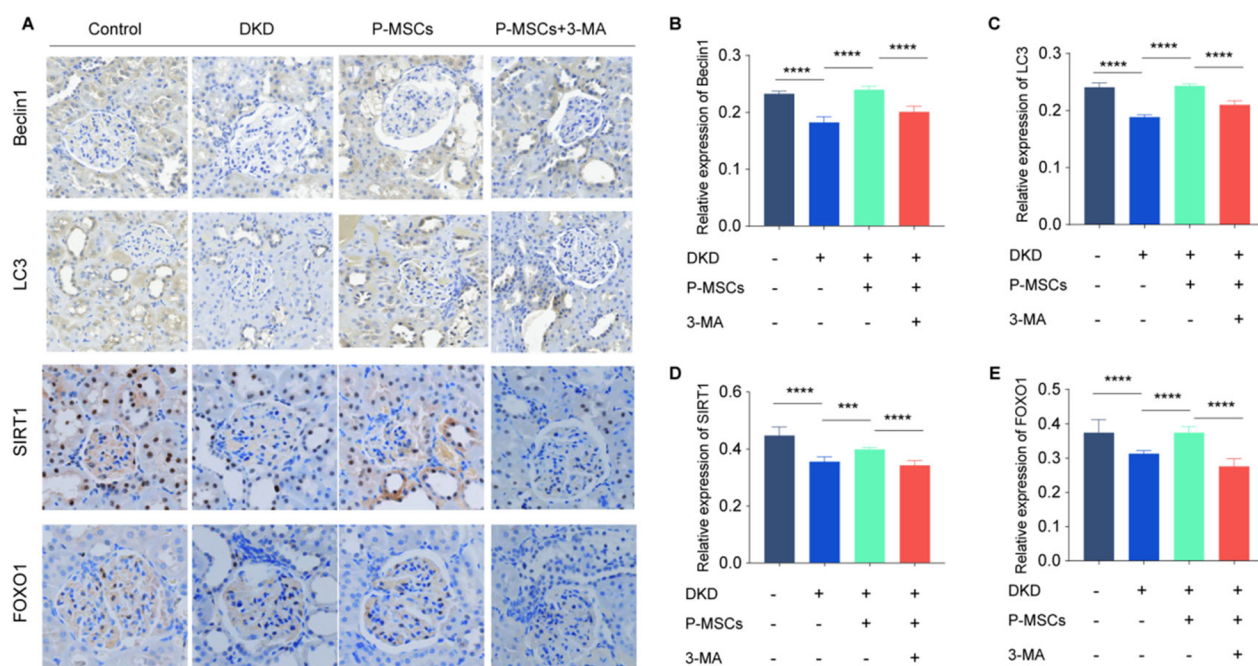 A
Control DKD P-MSCs P-MSCs+3-MA
Beclin1
LC3
SIRT1
FOXO1
B
Relative expression of Beclin1
0.3
0.2
0.1
0.0
**** **** ****
DKD - + + +
P-MSCs - - + +
3-MA - - - +
C
Relative expression of LC3
0.3
0.2
0.1
0.0
**** **** ****
DKD - + + +
P-MSCs - - + +
3-MA - - - +
D
Relative expression of SIRT1
0.6
0.4
0.2
0.0
**** *** ****
DKD - + + +
P-MSCs - - + +
3-MA - - - +
E
Relative expression of FOXO1
0.5
0.4
0.3
0.2
0.1
0.0
**** **** ****
DKD - + + +
P-MSCs - - + +
3-MA - - - +